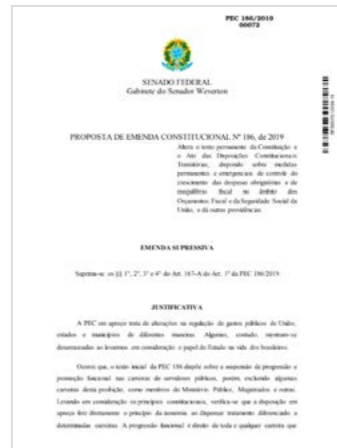 PEC 186/2019
00073
SENADO FEDERAL
Gabinete do Senador Weverton
PROPOSTA DE EMENDA CONSTITUCIONAL Nº 186, de 2019
Altera o texto permanente da Constituição e
o Ato das Disposições Constitucionais
Transitórias, dispondo sobre medidas
permanentes e emergenciais de controle do
crescimento das despesas obrigatórias e de
reequilíbrio fiscal no âmbito dos
Orçamentos Fiscal e da Seguridade Social da
União, e dá outras providências.
EMENDA SUPRESSIVA
Suprima-se os §§ 1º, 2º, 3º e 4º do Art. 167-A do Art. 1º da PEC 186/2019.
JUSTIFICATIVA
A PEC em apreço trata de alterações na regulação de gastos públicos de União,
estados e municípios de diferentes maneiras. Algumas, contudo, mostram-se
desarrazoadas ao levarmos em consideração o papel do Estado na vida dos brasileiros.
Ocorre que, o texto inicial da PEC 186 dispõe sobre a suspensão de progressão e
promoção funcional nas carreiras de servidores públicos, porém, excluindo algumas
carreiras desta proibição, como membros do Ministério Público, Magistrados e outras.
Levando em consideração os princípios constitucionais, verifica-se que a disposição em
apreço fere diretamente o princípio da isonomia ao dispensar tratamento diferenciado a
determinadas carreiras. A progressão funcional é direito de toda e qualquer carreira que